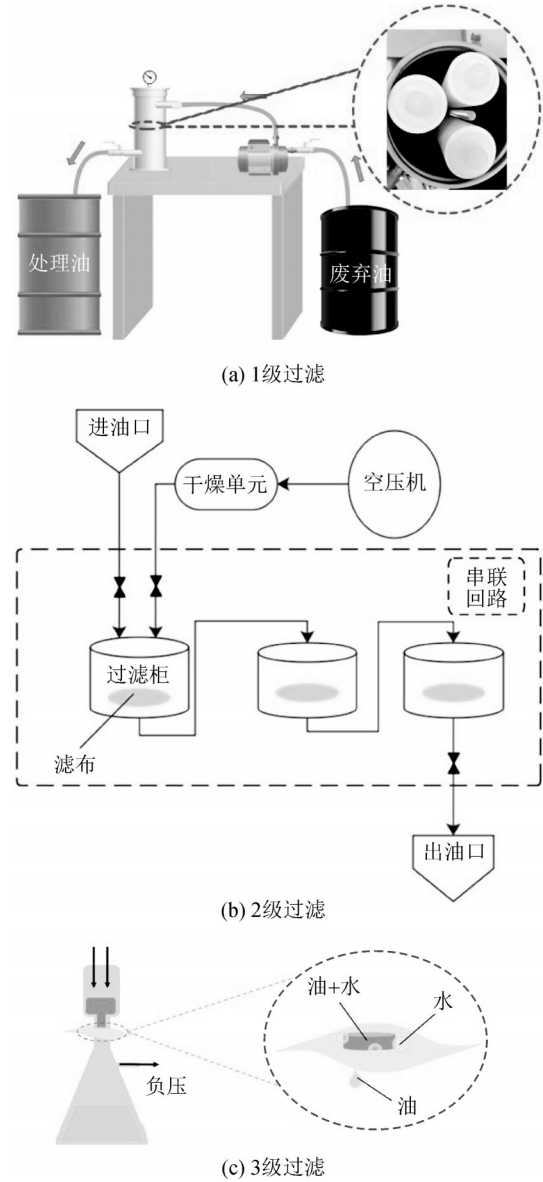 处理油
废弃油
(a) 1级过滤
进油口
干燥单元
空压机
串联
回路
过滤柜
滤布
出油口
(b) 2级过滤
油+水
水
负压
油
(c) 3级过滤